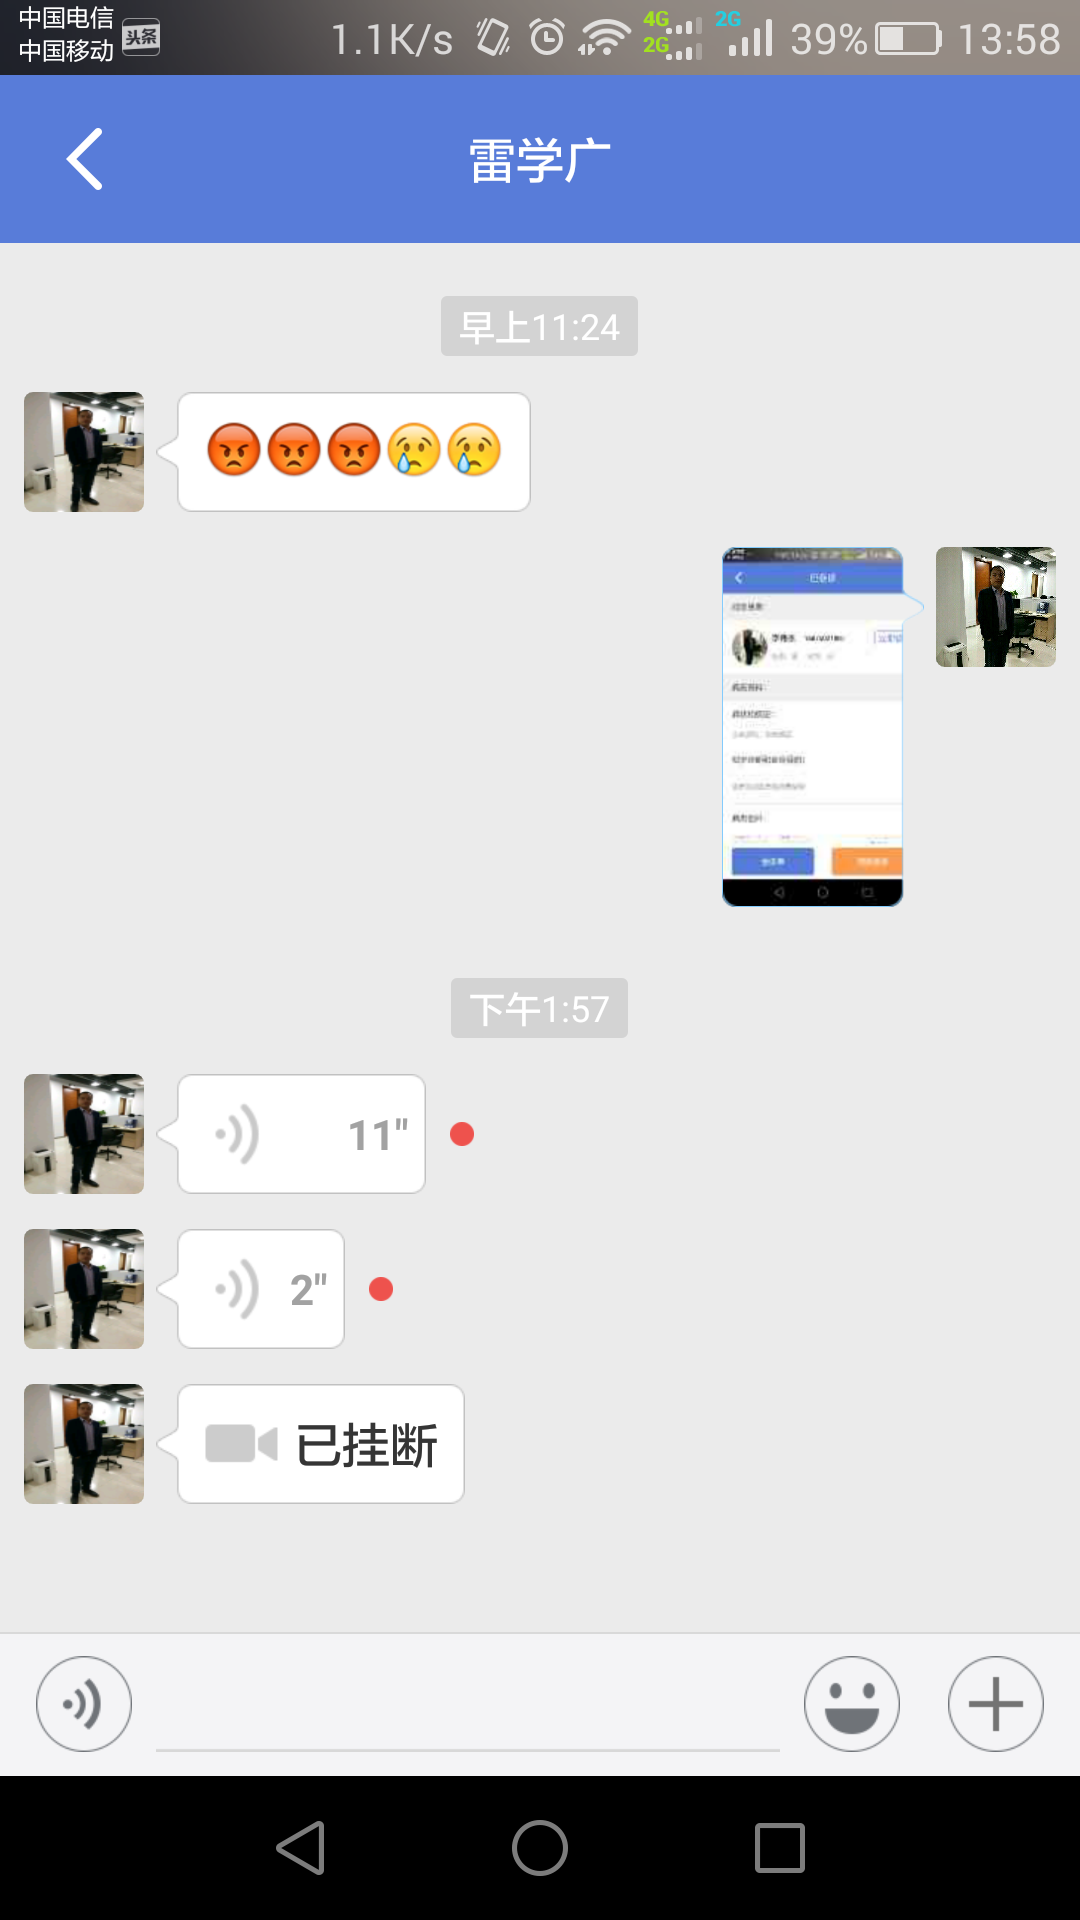 中国电信
中国移动
头条
1.1K/s
4G
2G
2G
39%
13:58
雷学广
早上11:24
下午1:57
11"
2"
已挂断